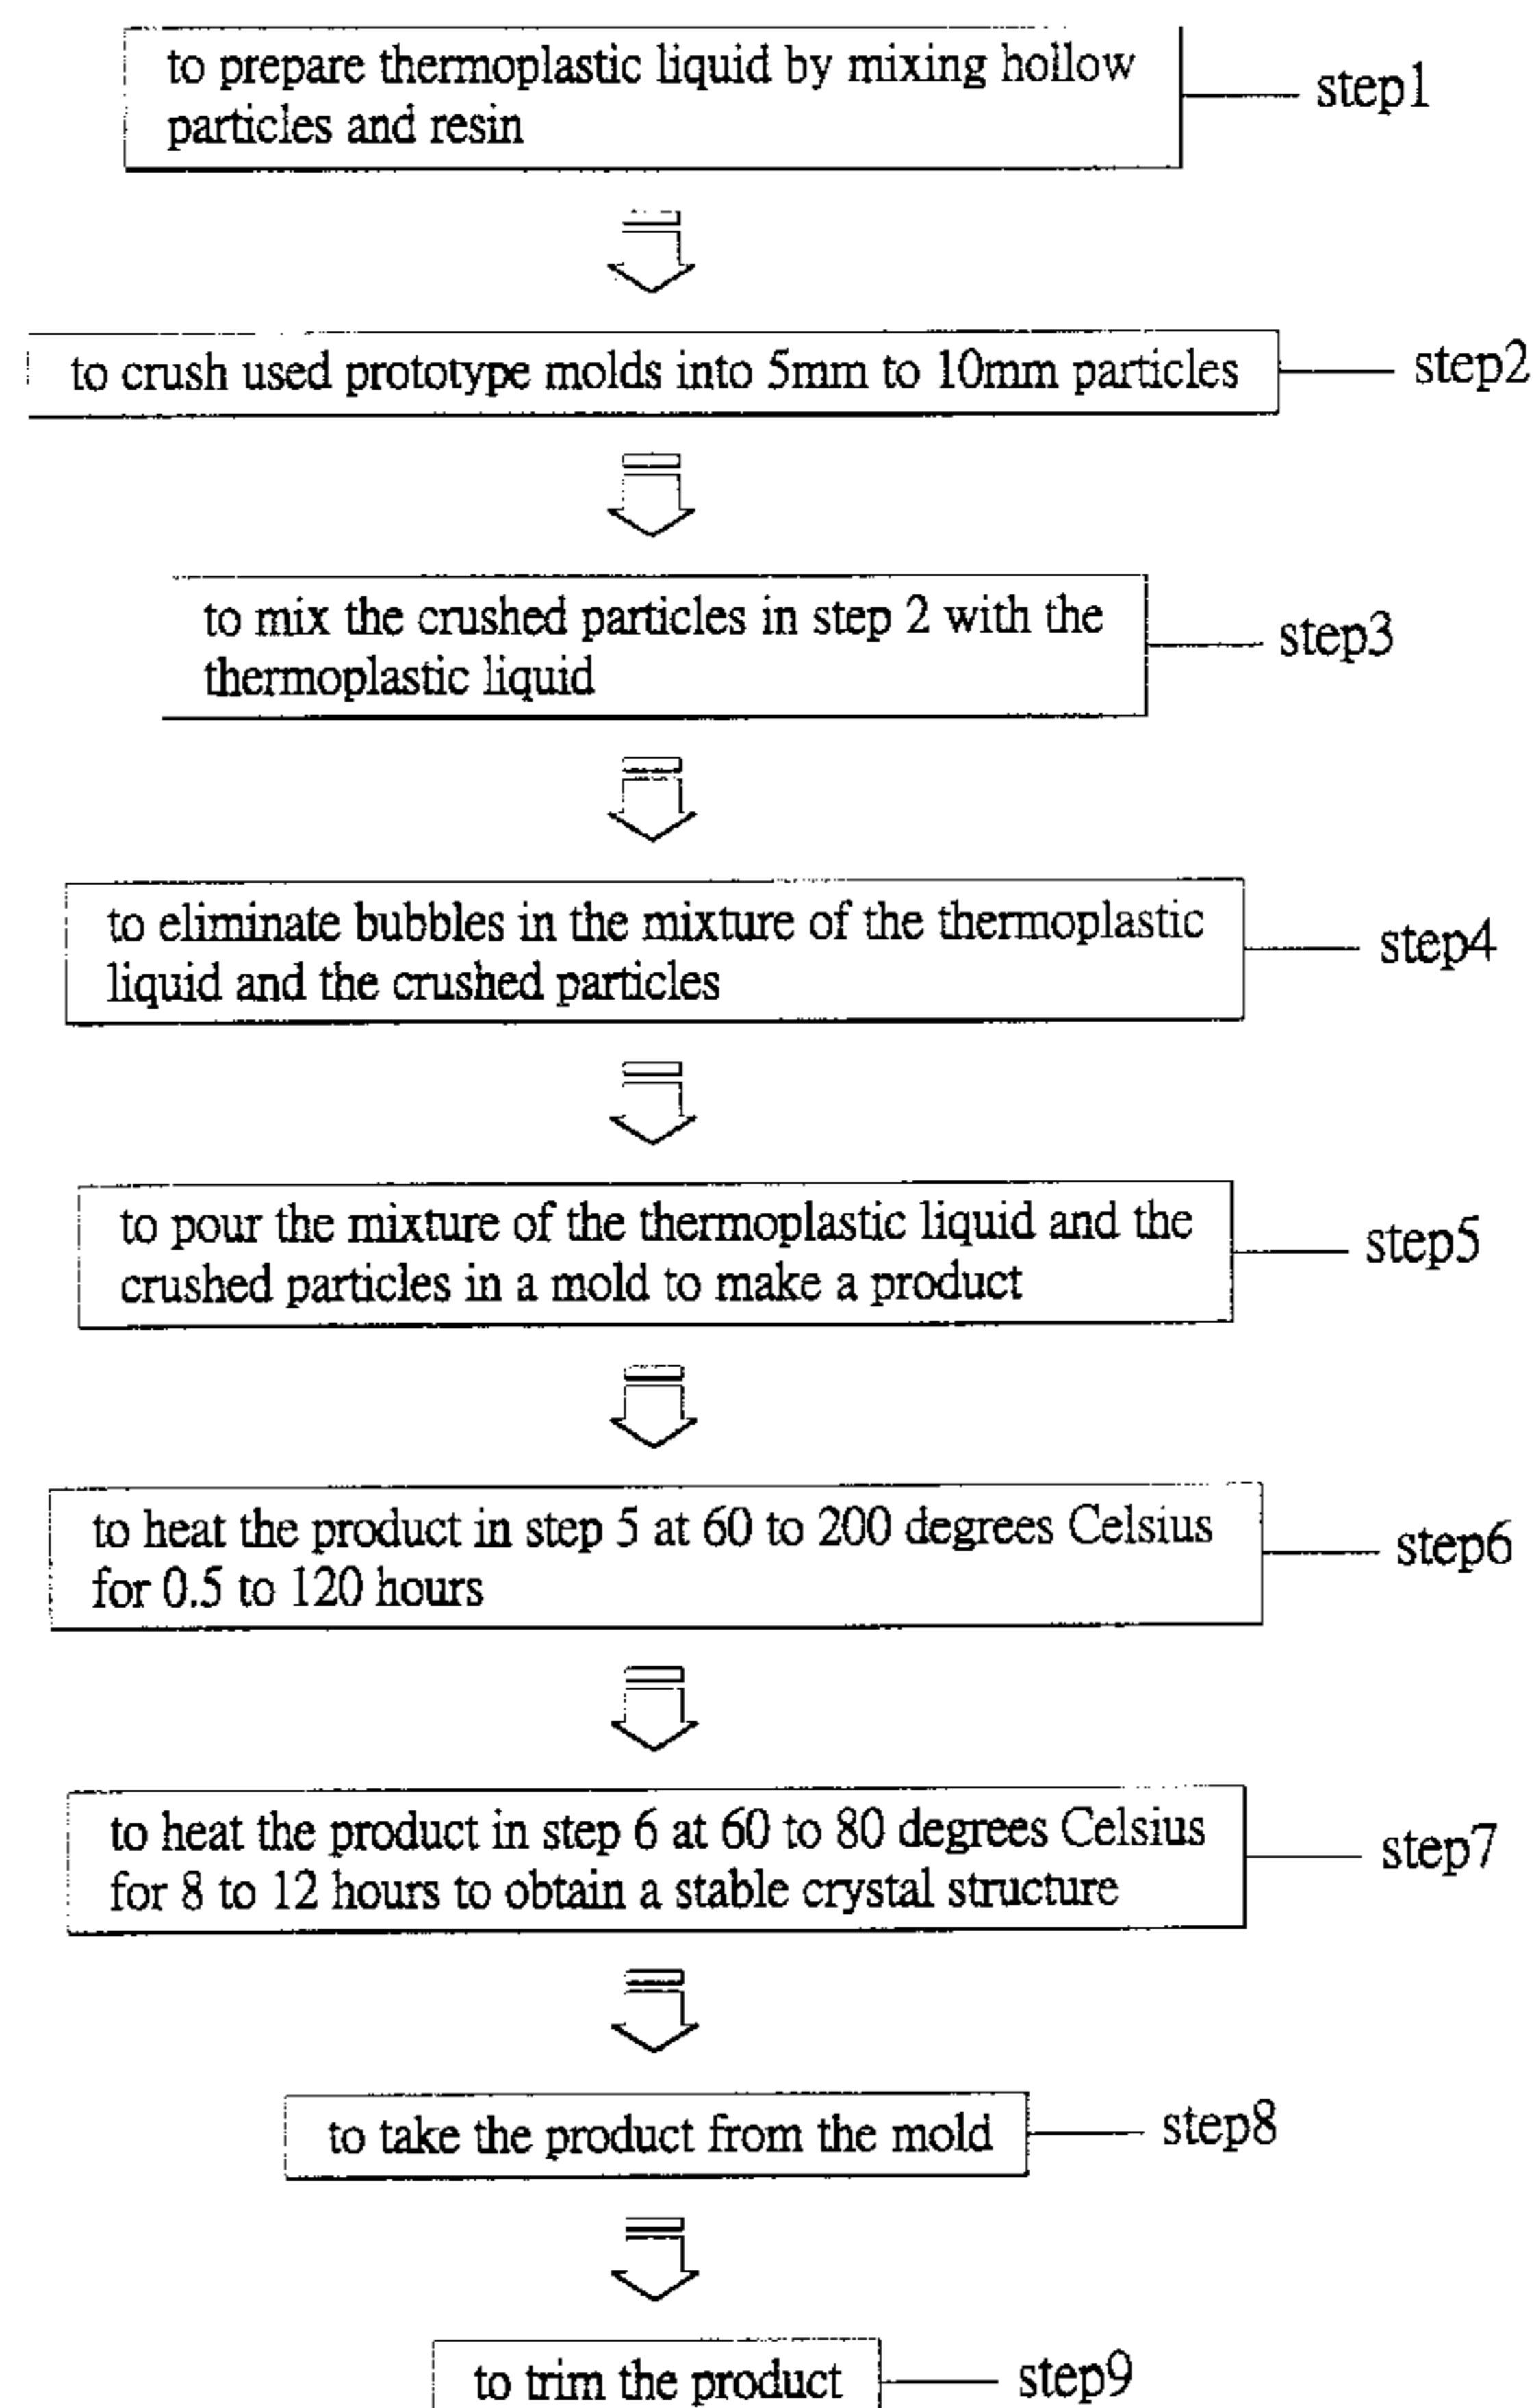 to prepare thermoplastic liquid by mixing hollow
particles and resin
step1
to crush used prototype molds into 5mm to 10mm particles
step2
to mix the crushed particles in step 2 with the
thermoplastic liquid
step3
to eliminate bubbles in the mixture of the thermoplastic
liquid and the crushed particles
step4
to pour the mixture of the thermoplastic liquid and the
crushed particles in a mold to make a product
step5
to heat the product in step 5 at 60 to 200 degrees Celsius
for 0.5 to 120 hours
step6
to heat the product in step 6 at 60 to 80 degrees Celsius
for 8 to 12 hours to obtain a stable crystal structure
step7
to take the product from the mold
step8
to trim the product
step9